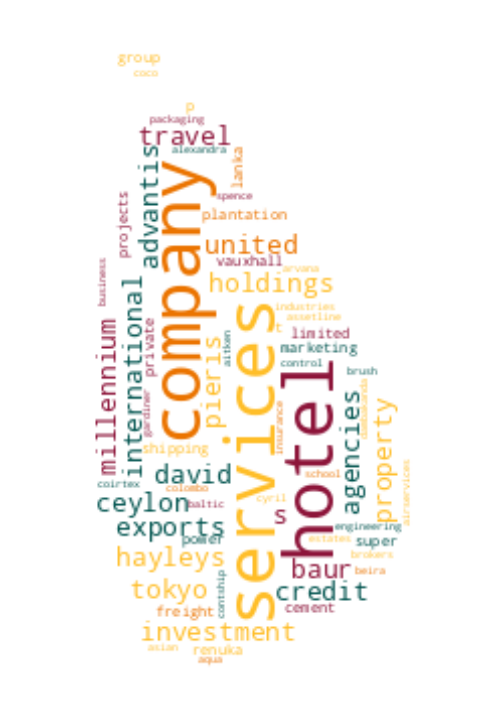 group
coco
p
packaging
travel
alexandra
advantis
lanka
company
spence
projects
plantation
united
vauxhall
business
arvana
holdings
international
services
industries
assetline
t
millennium
private
pieris
aitken
limited
marketing
control
hotel
brush
gardiner
insurance
agencies
property
shipping
david
school
airservices
coirtex
colombo
ceylon
baltic
cyril
s
exports
power
engineering
estates
super
hayleys
brokers
baur
beira
tokyo
contship
credit
freight
cement
investment
asian
renuka
aqua